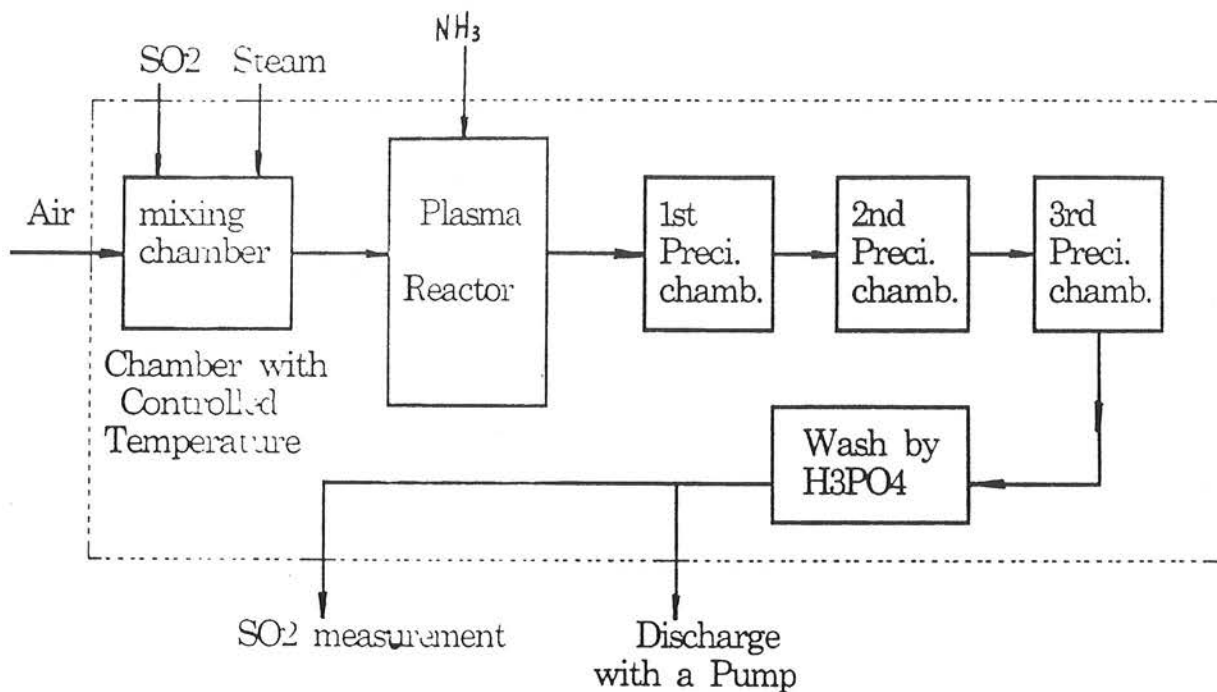 NH₃
SO2 Steam
Air
mixing
chamber
Plasma
Reactor
1st
Preci.
chamb.
2nd
Preci.
chamb.
3rd
Preci.
chamb.
Chamber with
Controlled
Temperature
Wash by
H3PO4
SO2 measurement
Discharge
with a Pump